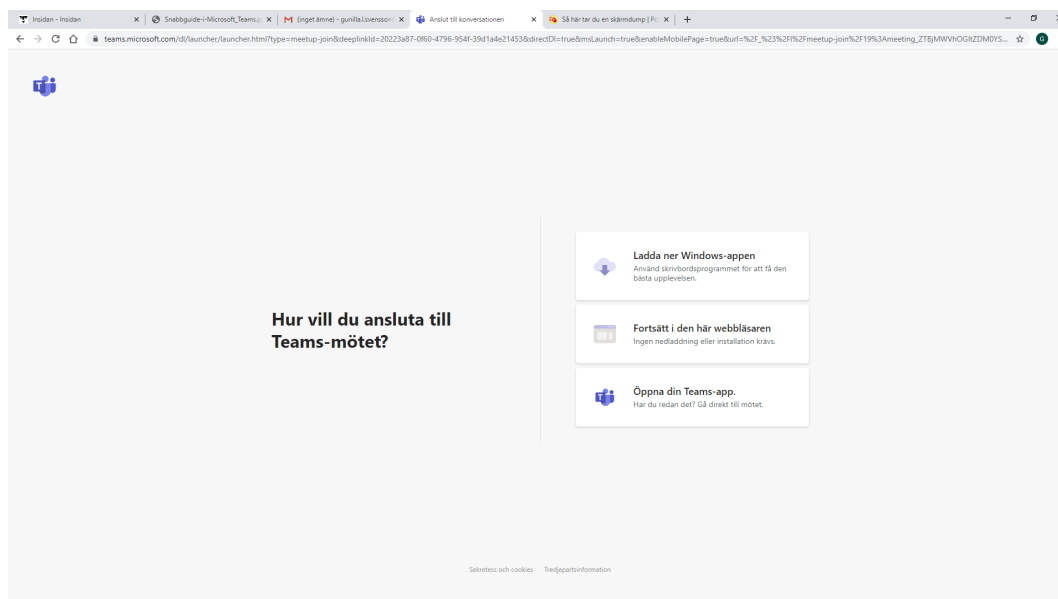 Insidan - Insidan
Snabbguide-i-Microsoft_Teams.p
(inget ämne) - gunilla.l.svensson
Anslut till konversationen
Så här tar du en skärmdump | Pc
teams.microsoft.com/dl/launcher/launcher.html?type=meetup-join&deeplinkId=20223a87-0f60-4796-954f-39d1a4e21453&directDl=true&msLaunch=true&enableMobilePage=true&url=%2F_%23%2Fl%2Fmeetup-join%2F19%3Ameeting_ZTBjMWVhOGItZDM0YS...
G
Ladda ner Windows-appen
Använd skrivbordsprogrammet för att få den
bästa upplevelsen.
Hur vill du ansluta till
Teams-mötet?
Fortsätt i den här webbläsaren
Ingen nedladdning eller installation krävs.
Öppna din Teams-app.
Har du redan det? Gå direkt till mötet.
Sekretess och cookies
Tredjepartsinformation